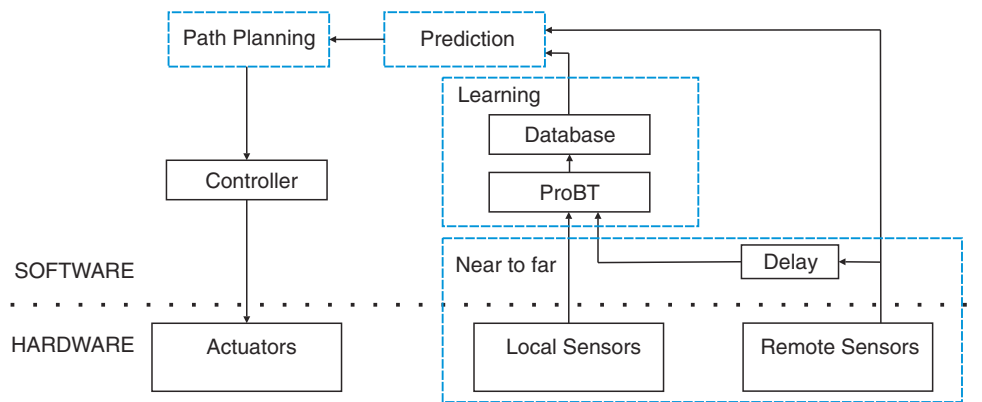 Path Planning
Prediction
Learning
Database
Controller
ProBT
SOFTWARE
Near to far
Delay
HARDWARE
Actuators
Local Sensors
Remote Sensors